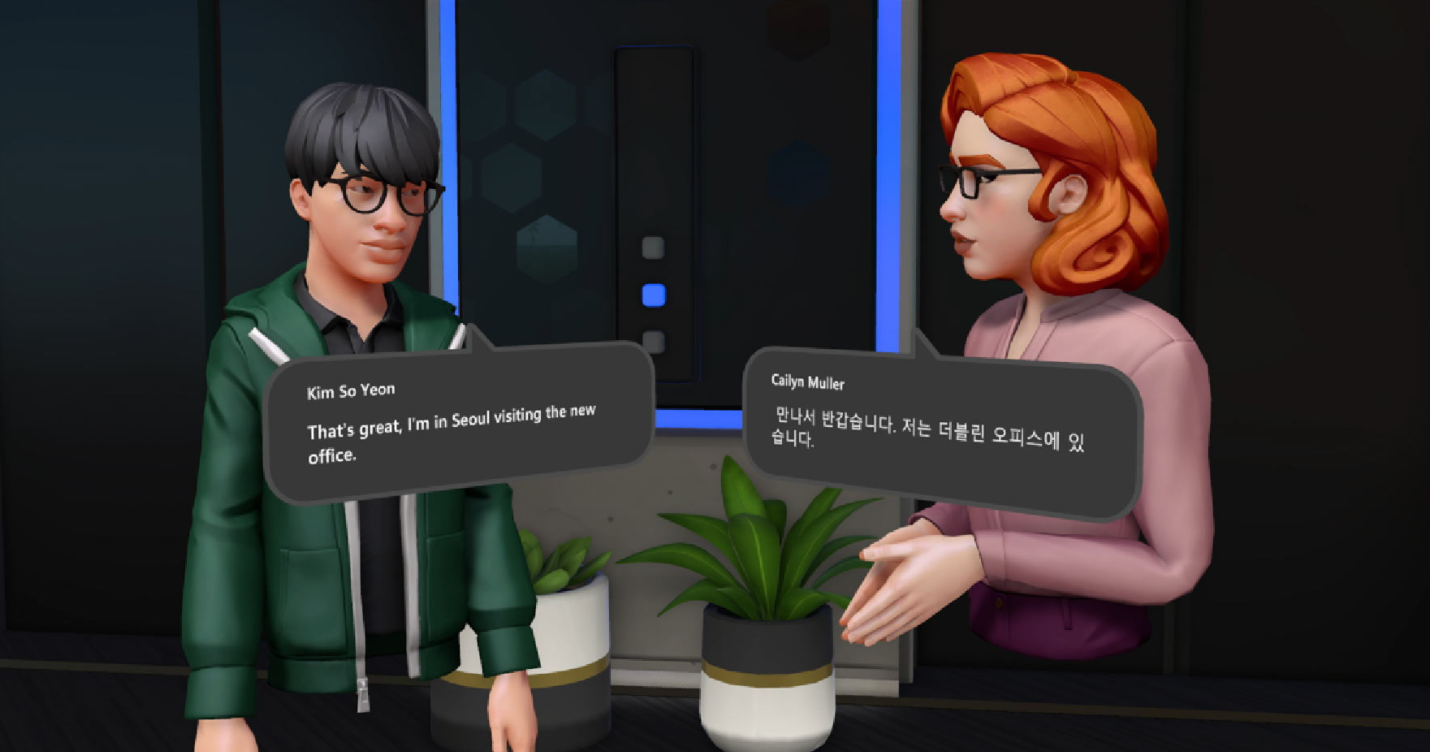 Kim So Yeon
That's great, I'm in Seoul visiting the new
office.
Cailyn Muller
만나서 반갑습니다. 저는 더블린 오피스에 있
습니다.